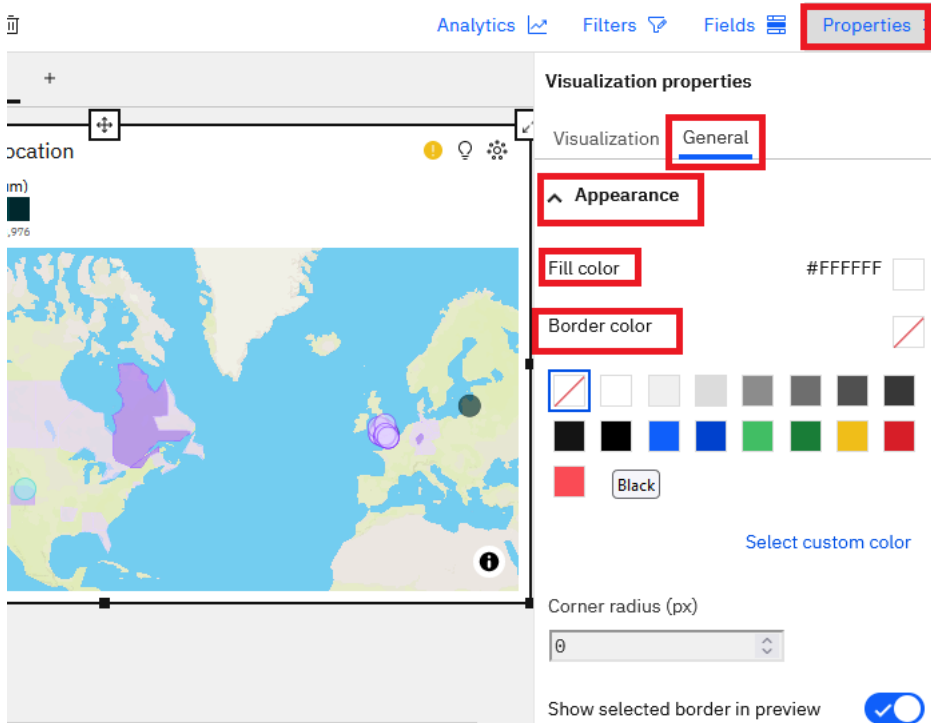 Analytics Filters Fields Properties
+
Visualization properties
ocation
Visualization General
Appearance
,976
Fill color #FFFFFF
Border color
Black
Select custom color
Corner radius (px)
0
Show selected border in preview